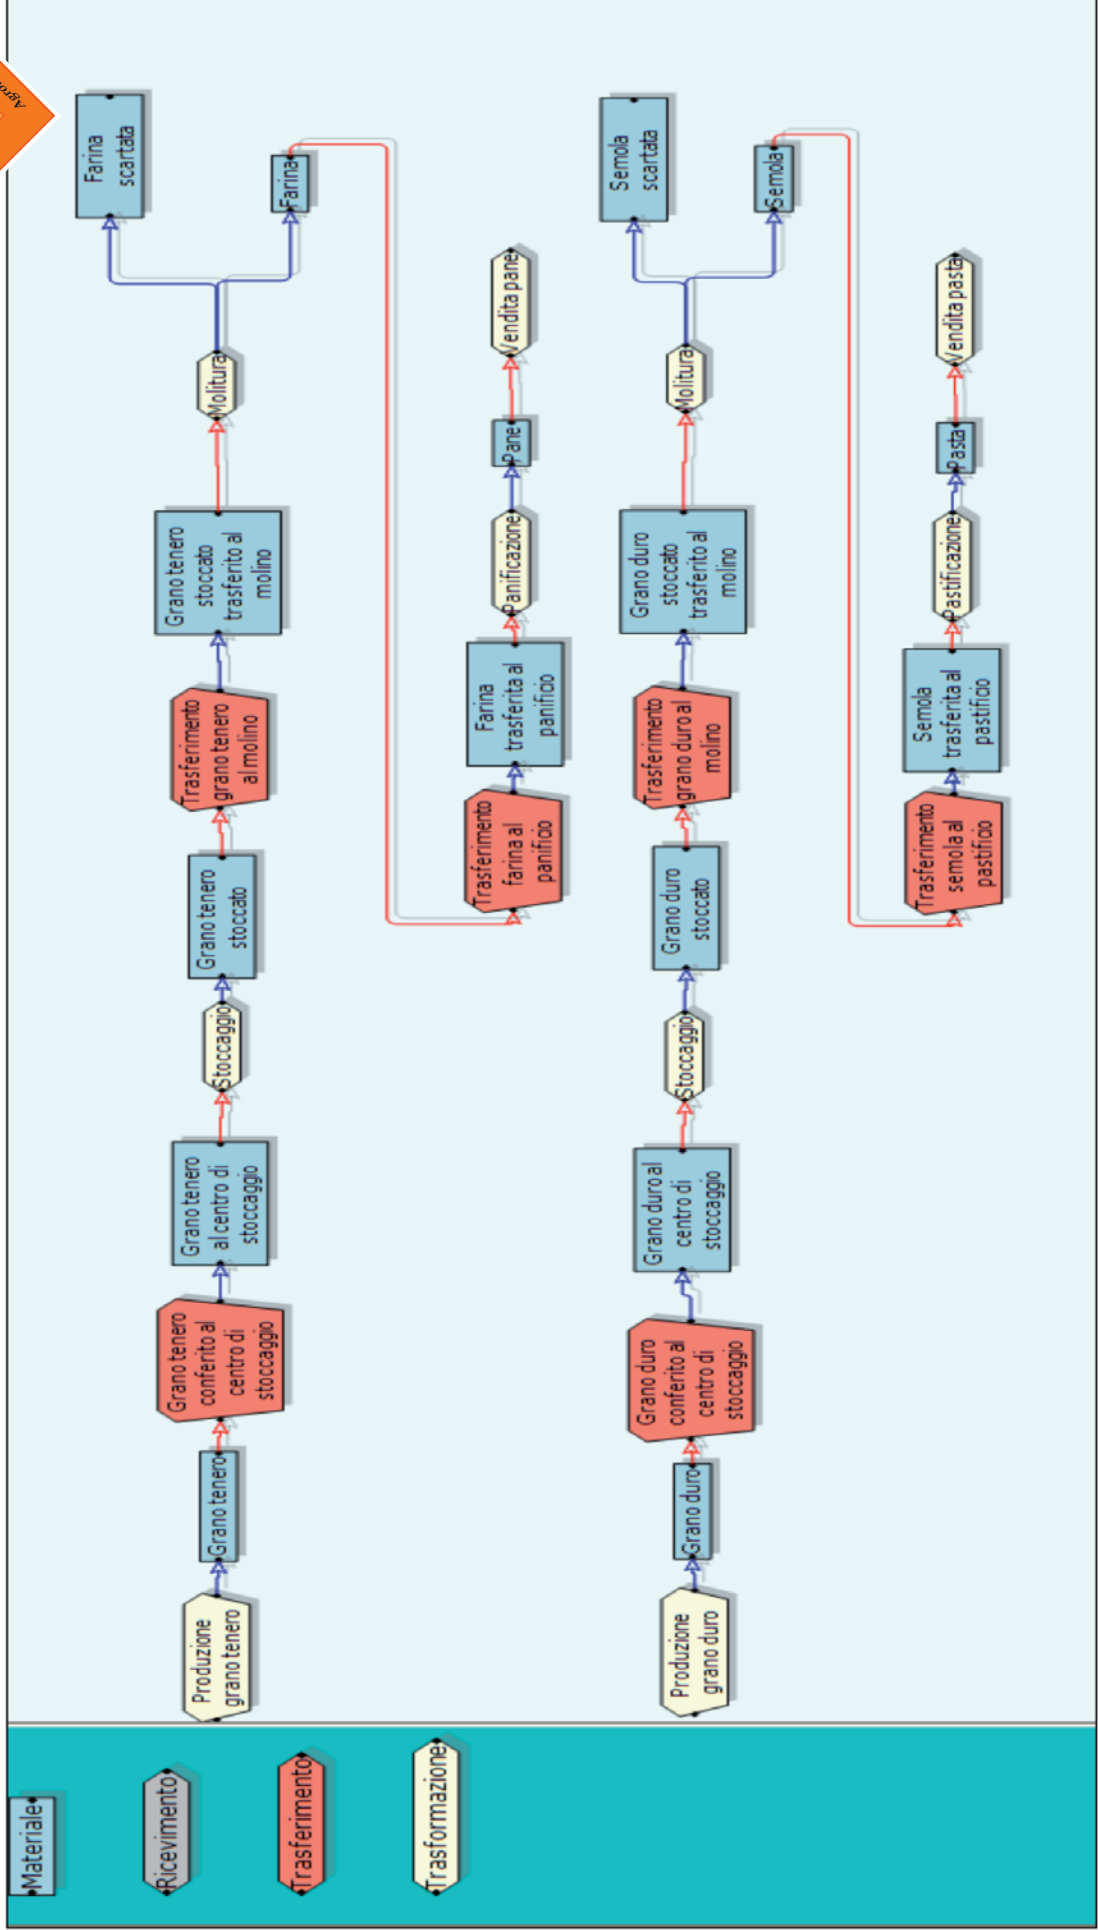 Materiale
Ricevimento
Trasferimento
Trasformazione
Produzione
grano tenero
Grano tenero
Grano tenero
conferito al
centro di
stoccaggio
Grano tenero
al centro di
stoccaggio
Stoccaggio
Grano tenero
stoccato
Trasferimento
grano tenero
al molino
Grano tenero
stoccato
trasferito al
molino
Molitura
Farina
scartata
Farina
Trasferimento
farina al
panificio
Farina
trasferita al
panificio
Panificazione
Pane
Vendita pane
Produzione
grano duro
Grano duro
Grano duro
conferito al
centro di
stoccaggio
Grano duro al
centro di
stoccaggio
Stoccaggio
Grano duro
stoccato
Trasferimento
grano duro al
molino
Grano duro
stoccato
trasferito al
molino
Molitura
Semola
scartata
Semola
Trasferimento
semola al
pastificio
Semola
trasferita al
pastificio
Pastificazione
Pasta
Vendita pasta